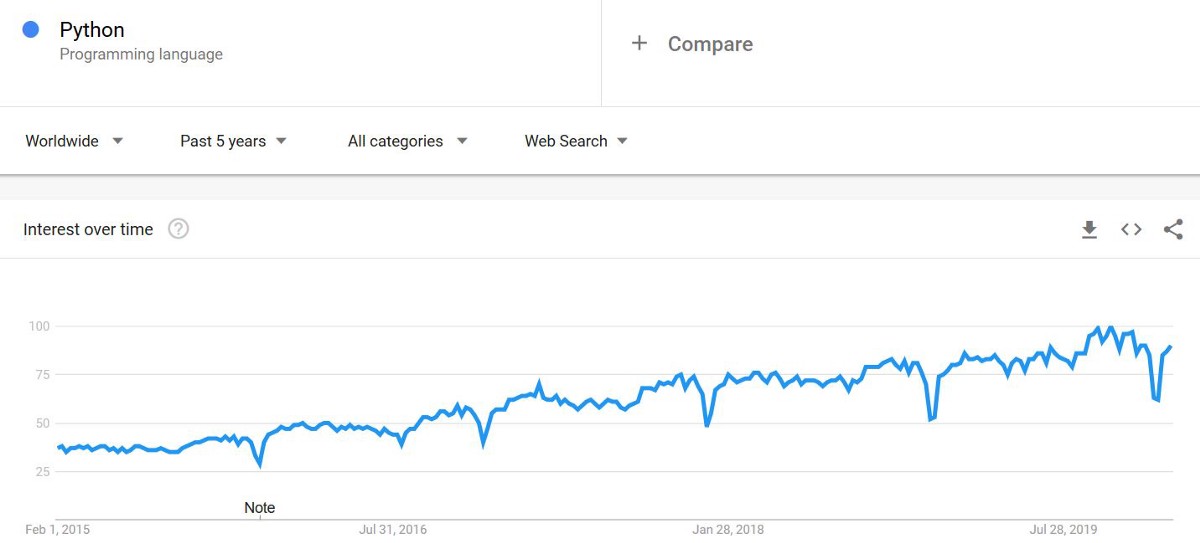 Python
Programming language
+ Compare
Worldwide
Past 5 years
All categories
Web Search
Interest over time ?
100
75
50
25
Note
Feb 1, 2015
Jul 31, 2016
Jan 28, 2018
Jul 28, 2019